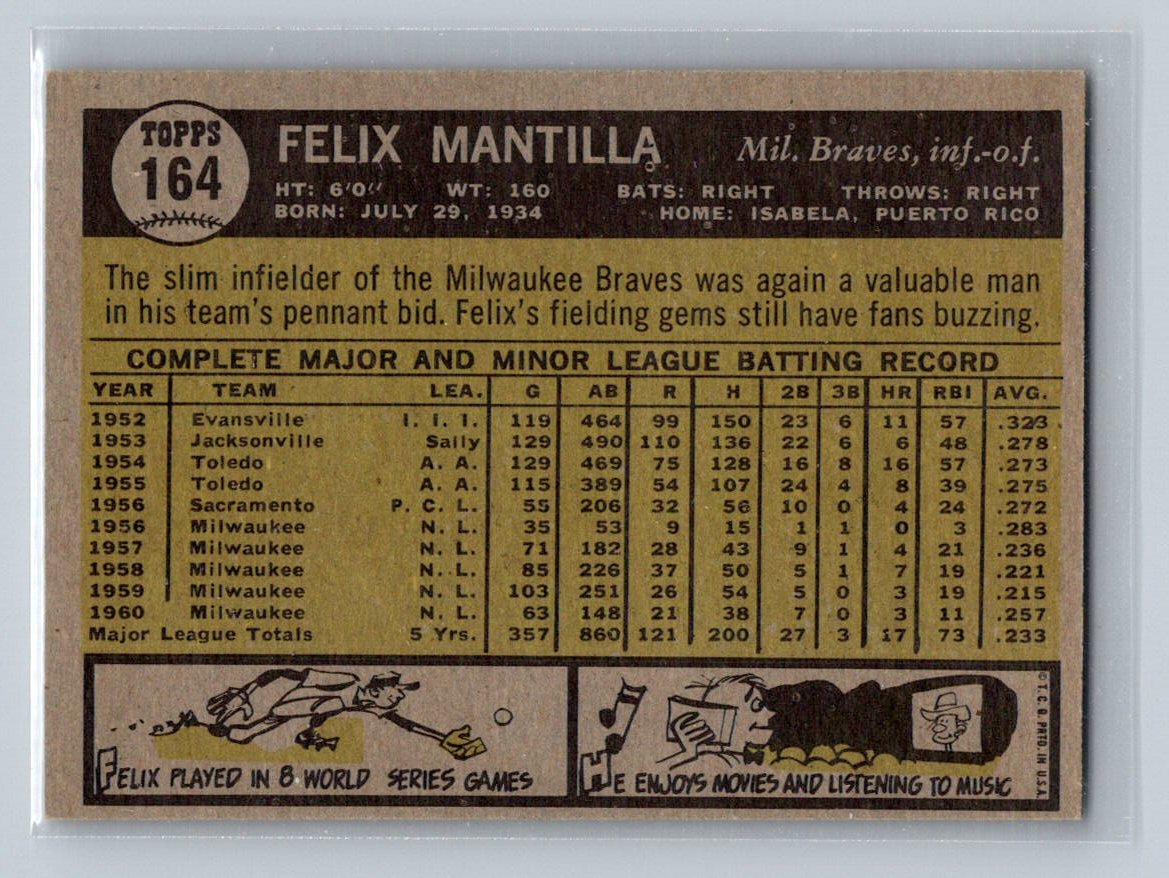 TOPPS
164
FELIX MANTILLA Mil. Braves, inf.-o.f.
HT: 6'0" WT: 160 BATS: RIGHT THROWS: RIGHT
BORN: JULY 29, 1934 HOME: ISABELA, PUERTO RICO
The slim infielder of the Milwaukee Braves was again a valuable man
in his team's pennant bid. Felix's fielding gems still have fans buzzing.
COMPLETE MAJOR AND MINOR LEAGUE BATTING RECORD
YEAR TEAM LEA. G AB R H 2B 3B HR RBI AVG.
1952 Evansville I. I. I. 119 464 99 150 23 6 11 57 .323
1953 Jacksonville Sally 129 490 110 136 22 6 6 48 .278
1954 Toledo A. A. 129 469 75 128 16 8 16 57 .273
1955 Toledo A. A. 115 389 54 107 24 4 8 39 .275
1956 Sacramento P. C. L. 55 206 32 56 10 0 4 24 .272
1956 Milwaukee N. L. 35 53 9 15 1 1 0 3 .283
1957 Milwaukee N. L. 71 182 28 43 9 1 4 21 .236
1958 Milwaukee N. L. 85 226 37 50 5 1 7 19 .221
1959 Milwaukee N. L. 103 251 26 54 5 0 3 19 .215
1960 Milwaukee N. L. 63 148 21 38 7 0 3 11 .257
Major League Totals 5 Yrs. 357 860 121 200 27 3 17 73 .233
FELIX PLAYED IN 8 WORLD SERIES GAMES
HE ENJOYS MOVIES AND LISTENING TO MUSIC
© T.C.G. PRTD. IN U.S.A.